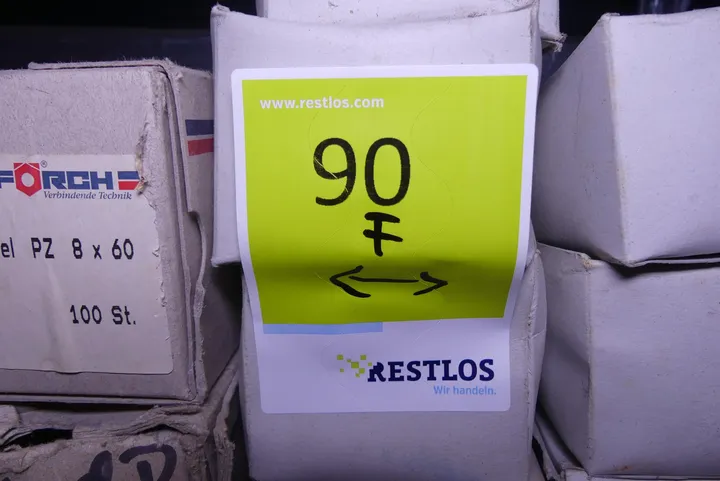 www.restlos.com
90
F
RESTLOS
Wir handeln.
FÖRCH
®
Verbindende Technik
el PZ 8 x 60
100 St.